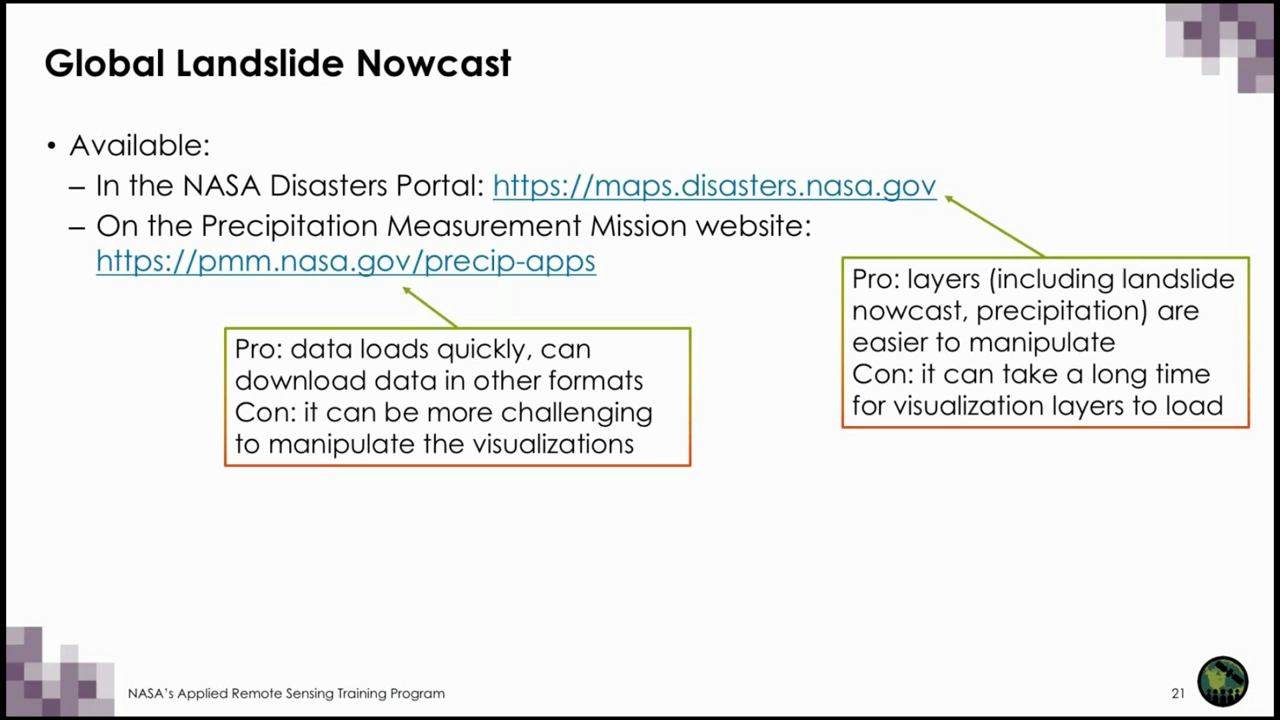 Global Landslide Nowcast
• Available:
– In the NASA Disasters Portal: https://maps.disasters.nasa.gov
– On the Precipitation Measurement Mission website:
https://pmm.nasa.gov/precip-apps
Pro: layers (including landslide
nowcast, precipitation) are
easier to manipulate
Con: it can take a long time
for visualization layers to load
Pro: data loads quickly, can
download data in other formats
Con: it can be more challenging
to manipulate the visualizations
NASA's Applied Remote Sensing Training Program
21